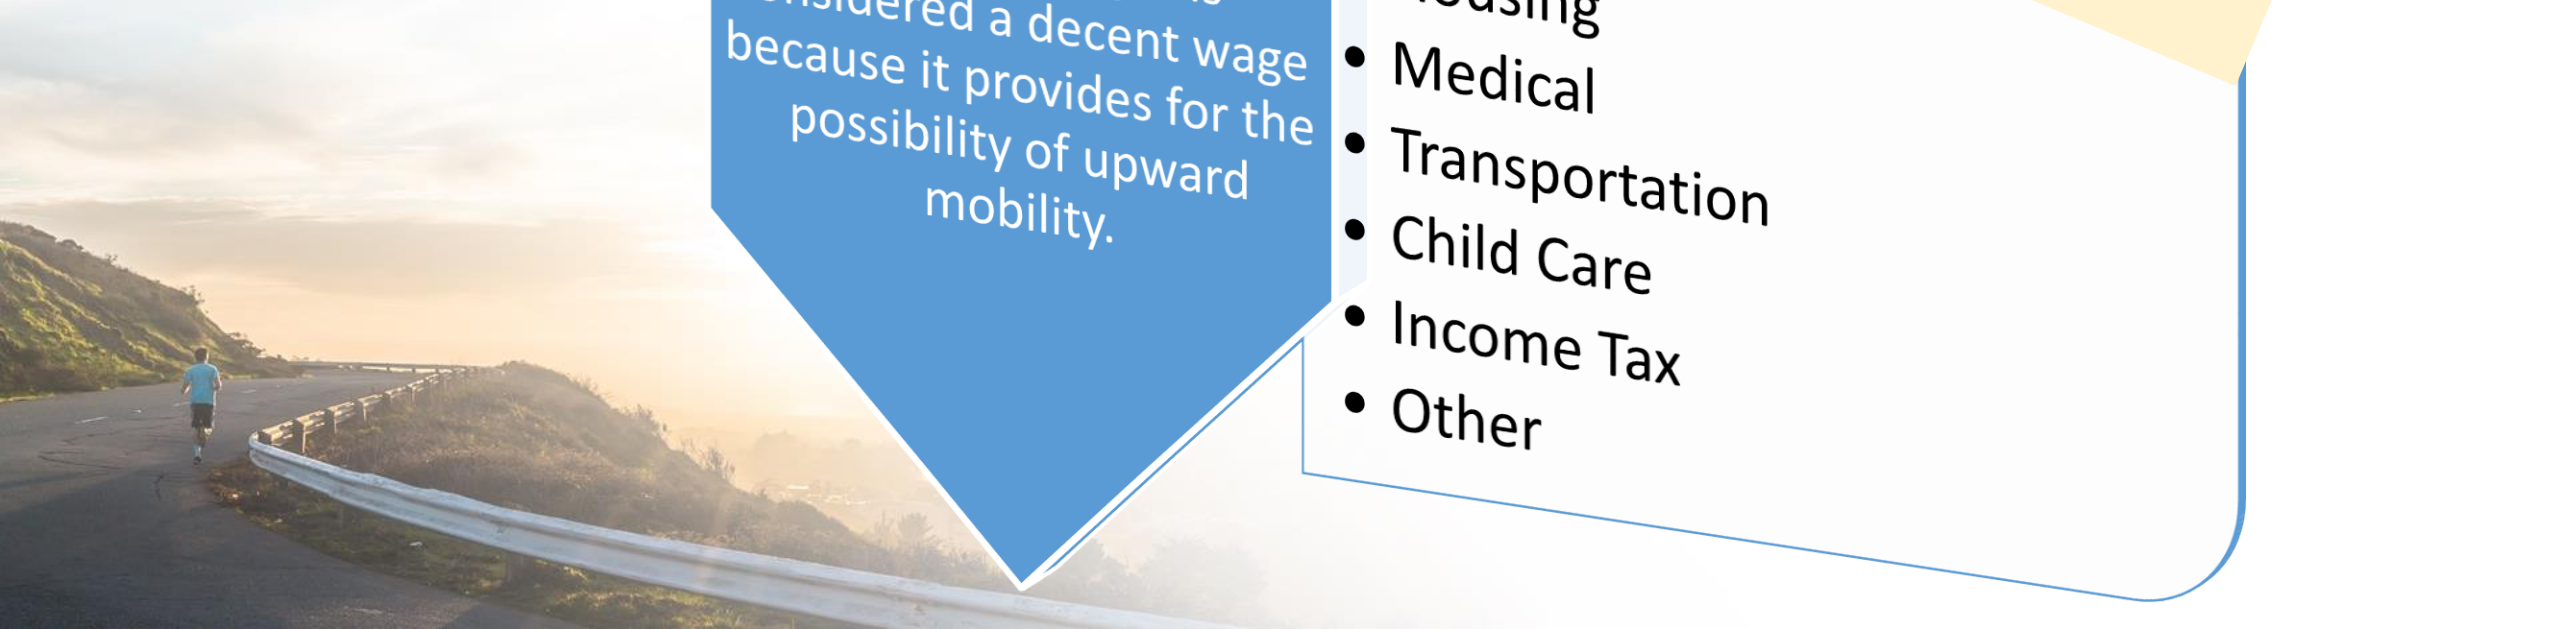 considered a decent wage
because it provides for the
possibility of upward
mobility.
Housing
• Medical
• Transportation
• Child Care
• Income Tax
• Other